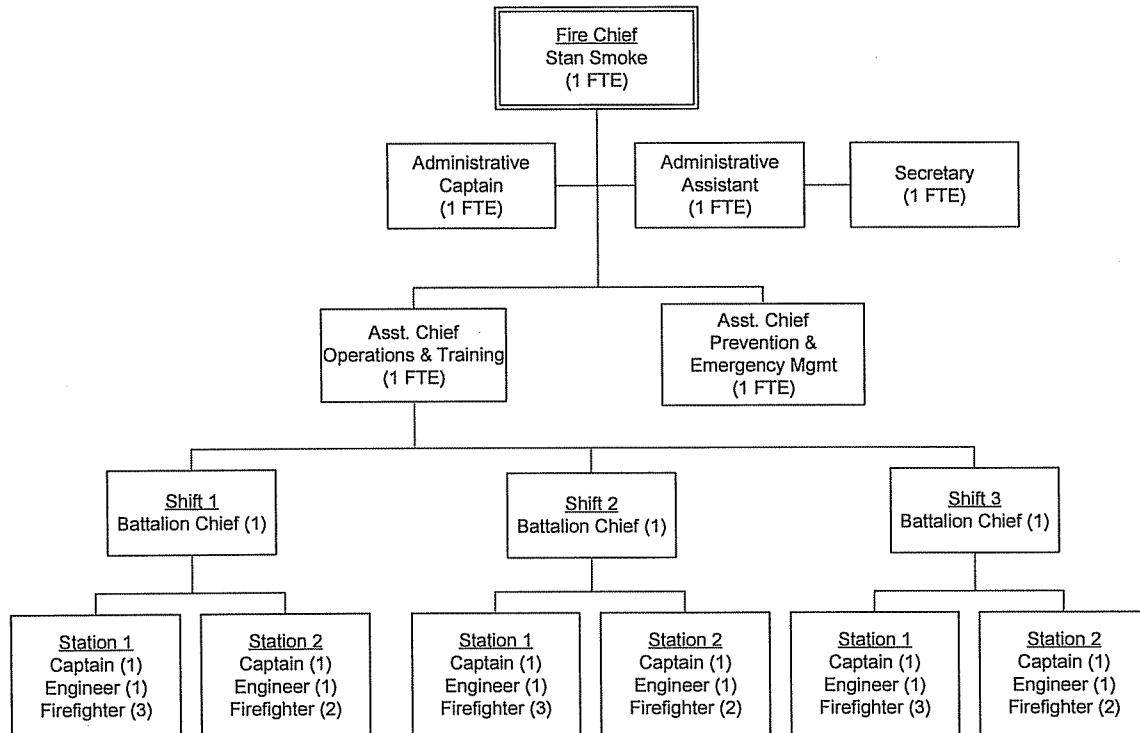 Fire Chief
Stan Smoke
(1 FTE)
Administrative
Captain
(1 FTE)
Administrative
Assistant
(1 FTE)
Secretary
(1 FTE)
Asst. Chief
Operations & Training
(1 FTE)
Asst. Chief
Prevention &
Emergency Mgmt
(1 FTE)
Shift 1
Battalion Chief (1)
Shift 2
Battalion Chief (1)
Shift 3
Battalion Chief (1)
Station 1
Captain (1)
Engineer (1)
Firefighter (3)
Station 2
Captain (1)
Engineer (1)
Firefighter (2)
Station 1
Captain (1)
Engineer (1)
Firefighter (3)
Station 2
Captain (1)
Engineer (1)
Firefighter (2)
Station 1
Captain (1)
Engineer (1)
Firefighter (3)
Station 2
Captain (1)
Engineer (1)
Firefighter (2)